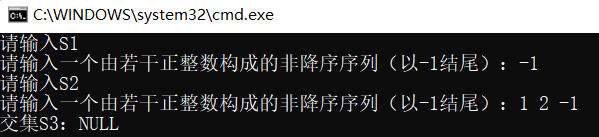 C:\WINDOWS\system32\cmd.exe
请输入S1
请输入一个由若干正整数构成的非降序序列（以-1结尾）：-1
请输入S2
请输入一个由若干正整数构成的非降序序列（以-1结尾）：1 2 -1
交集S3：NULL